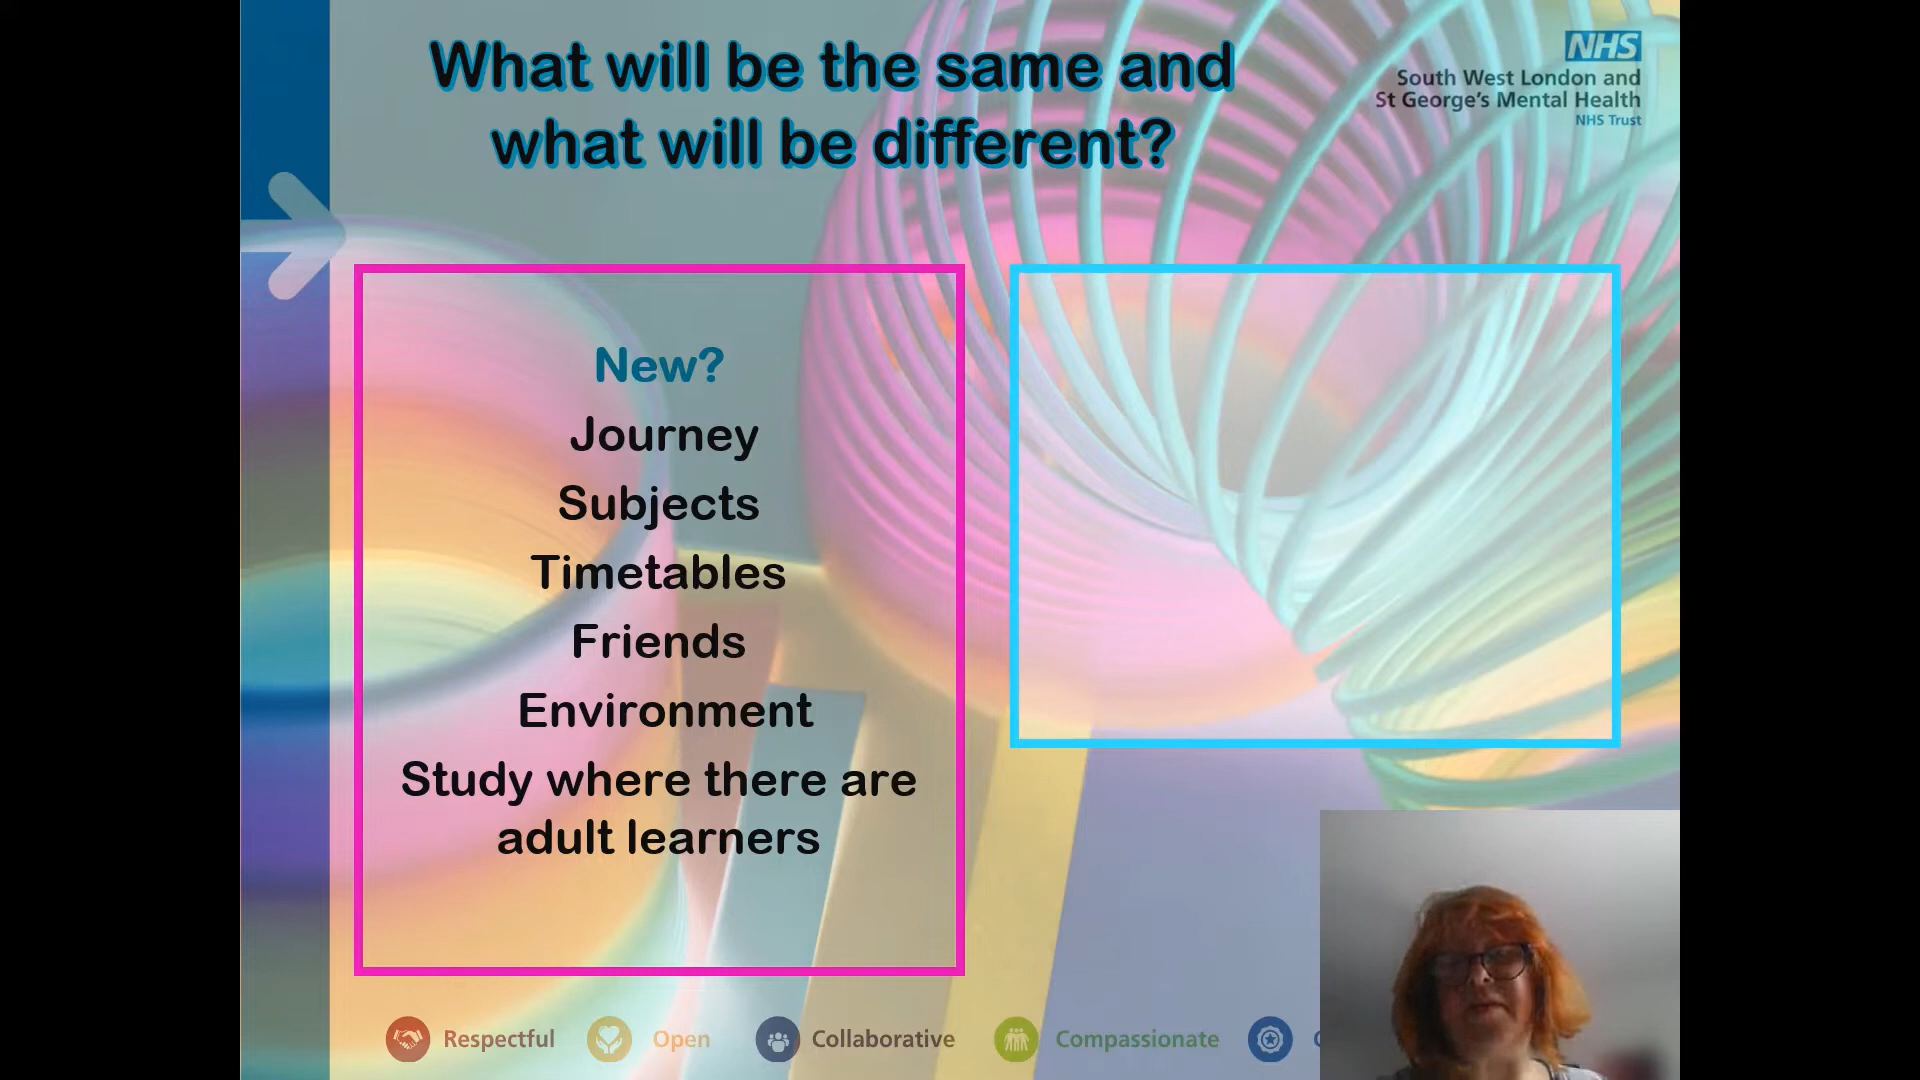 What will be the same and
what will be different?
NHS
South West London and
St George's Mental Health
NHS Trust
New?
Journey
Subjects
Timetables
Friends
Environment
Study where there are
adult learners
Respectful
Open
Collaborative
Compassionate